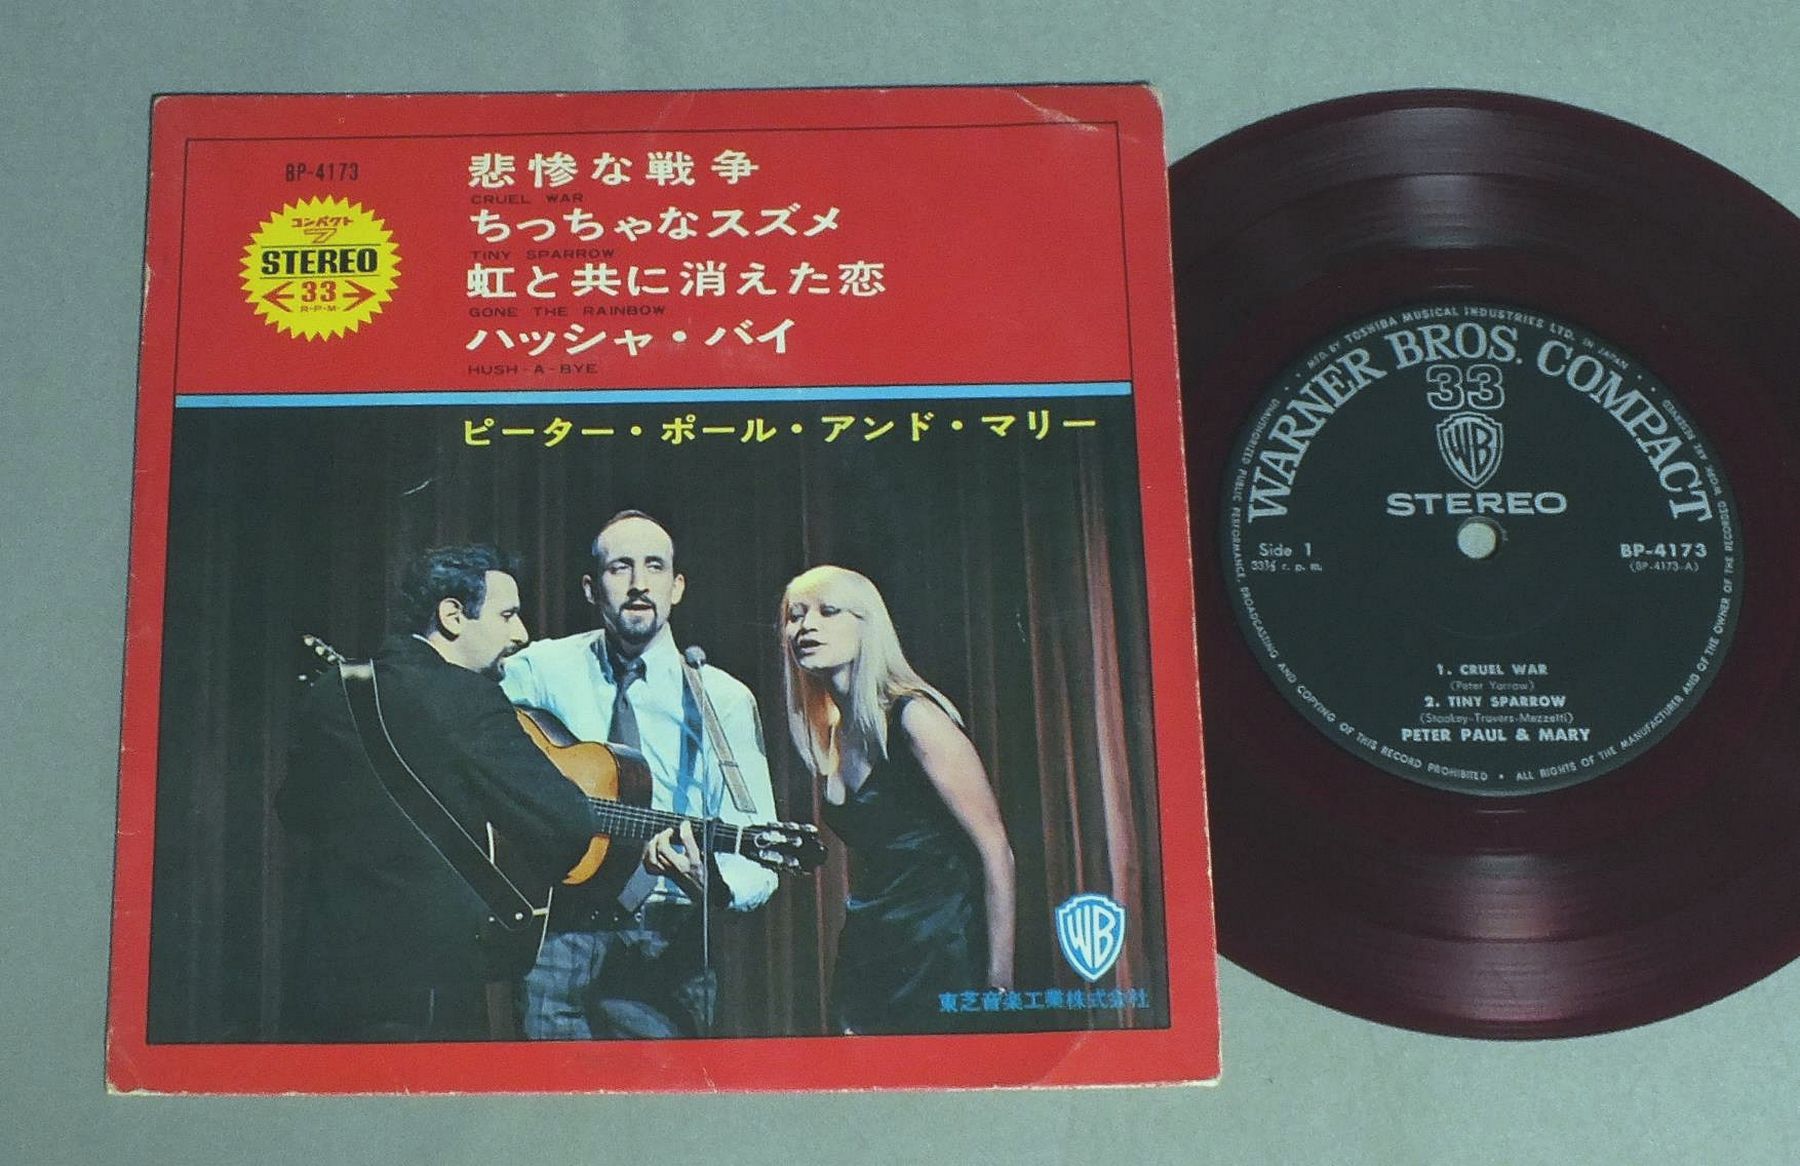 BP-4173
コンパクト
7
STEREO
33
R・P・M・
悲惨な戦争
CRUEL WAR
ちっちゃなスズメ
TINY SPARROW
虹と共に消えた恋
GONE THE RAINBOW
ハッシャ・バイ
HUSH-A-BYE
ピーター・ポール・アンド・マリー
WB
東芝音楽工業株式会社
MFD. BY TOSHIBA MUSICAL INDUSTRIES LTD. IN JAPAN
WARNER BROS. COMPACT
33
WB
STEREO
Side 1
33⅓ r. p. m.
BP-4173
(BP-4173-A)
1. CRUEL WAR
(Peter Yarrow)
2. TINY SPARROW
(Stookey-Travers-Mezzetti)
PETER PAUL & MARY
ALL RIGHTS OF THE MANUFACTURER AND OF THE OWNER OF THE RECORDED WORK ARE RESERVED
UNAUTHORIZED PUBLIC PERFORMANCE, BROADCASTING AND COPYING OF THIS RECORD PROHIBITED